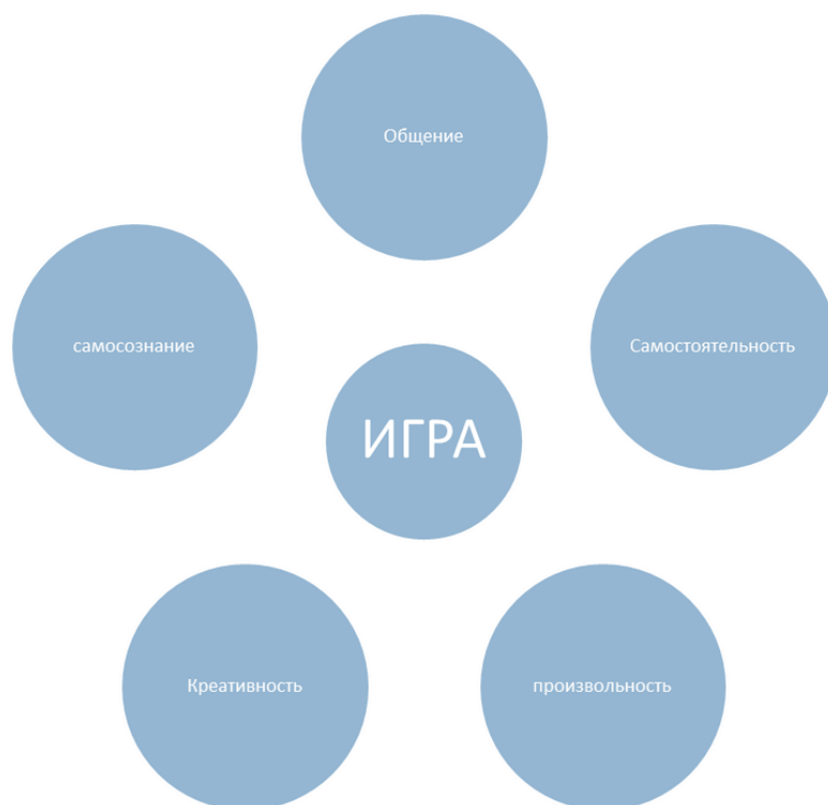 Общение
самосознание
Самостоятельность
ИГРА
Креативность
произвольность